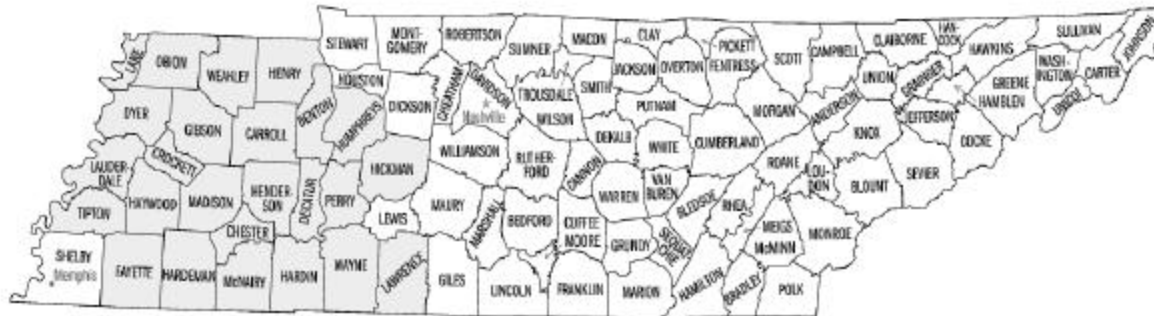 LAKE
OBION
WEAKLEY
HENRY
STEWART
MONT-
GOMERY
ROBERTSON
SUMNER
MACON
CLAY
PICKETT
SCOTT
CAMPBELL
CLAIBORNE
HAN-
COCK
HAWKINS
SULLIVAN
JOHNSON
HOUSTON
CHEATHAM
DAVIDSON
Nashville
TROUSDALE
SMITH
JACKSON
OVERTON
FENTRESS
UNION
GRAINGER
GREENE
WASH-
INGTON
CARTER
UNICOI
DYER
GIBSON
CARROLL
BENTON
HUMPHREYS
DICKSON
WILSON
PUTNAM
MORGAN
ANDERSON
KNOX
JEFFERSON
HAMBLEN
COCKE
CROCKETT
HICKMAN
WILLIAMSON
RUTHER-
FORD
DEKALB
CANNON
WHITE
CUMBERLAND
ROANE
LOU-
DON
BLOUNT
SEVIER
LAUDER-
DALE
TIPTON
HAYWOOD
MADISON
HENDER-
SON
DECATUR
PERRY
LEWIS
MAURY
MARSHALL
BEDFORD
COFFEE
MOORE
WARREN
VAN
BUREN
BLEDSOE
RHEA
MEIGS
McMINN
MONROE
CHESTER
GRUNDY
SEQUAT
CHIE
SHELBY
Memphis
FAYETTE
HARDEMAN
McNAIRY
HARDIN
WAYNE
LAWRENCE
GILES
LINCOLN
FRANKLIN
MARION
HAMILTON
BRADLEY
POLK